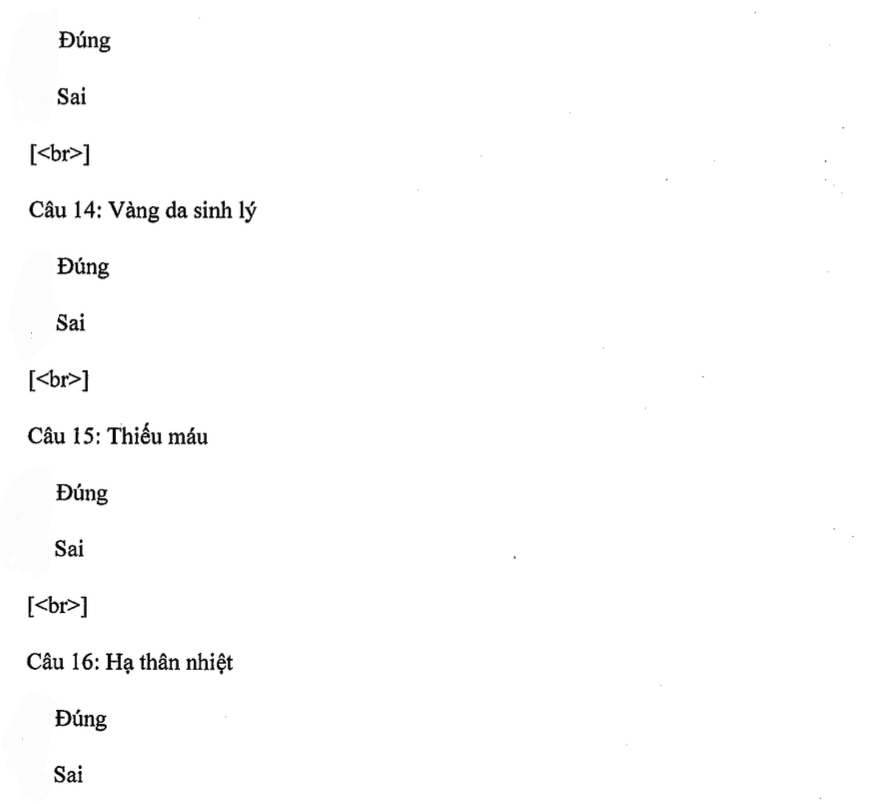 Đúng
Sai
[<br>]
Câu 14: Vàng da sinh lý
Đúng
Sai
[<br>]
Câu 15: Thiếu máu
Đúng
Sai
[<br>]
Câu 16: Hạ thân nhiệt
Đúng
Sai